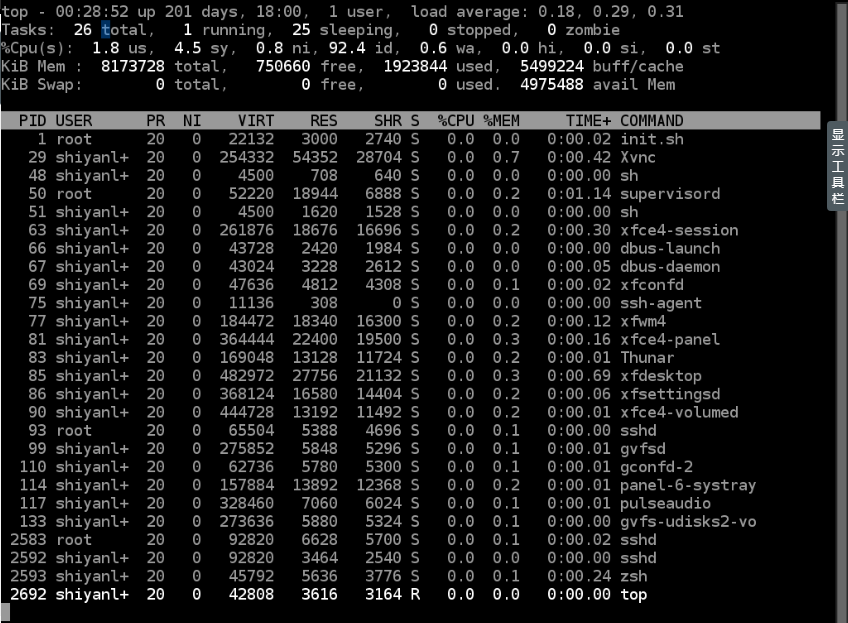 top - 00:28:52 up 201 days, 18:00,  1 user,  load average: 0.18, 0.29, 0.31
Tasks:  26 total,   1 running,  25 sleeping,   0 stopped,   0 zombie
%Cpu(s):  1.8 us,  4.5 sy,  0.8 ni, 92.4 id,  0.6 wa,  0.0 hi,  0.0 si,  0.0 st
KiB Mem :  8173728 total,   750660 free,  1923844 used,  5499224 buff/cache
KiB Swap:        0 total,        0 free,        0 used.  4975488 avail Mem
PID USER      PR  NI    VIRT    RES    SHR S  %CPU %MEM     TIME+ COMMAND
1 root      20   0   22132   3000   2740 S   0.0  0.0   0:00.02 init.sh
29 shiyanl+  20   0  254332  54352  28704 S   0.0  0.7   0:00.42 Xvnc
48 shiyanl+  20   0    4500    708    640 S   0.0  0.0   0:00.00 sh
50 root      20   0   52220  18944   6888 S   0.0  0.2   0:01.14 supervisord
51 shiyanl+  20   0    4500   1620   1528 S   0.0  0.0   0:00.00 sh
63 shiyanl+  20   0  261876  18676  16696 S   0.0  0.2   0:00.30 xfce4-session
66 shiyanl+  20   0   43728   2420   1984 S   0.0  0.0   0:00.00 dbus-launch
67 shiyanl+  20   0   43024   3228   2612 S   0.0  0.0   0:00.05 dbus-daemon
69 shiyanl+  20   0   47636   4812   4308 S   0.0  0.1   0:00.02 xfconfd
75 shiyanl+  20   0   11136    308      0 S   0.0  0.0   0:00.00 ssh-agent
77 shiyanl+  20   0  184472  18340  16300 S   0.0  0.2   0:00.12 xfwm4
81 shiyanl+  20   0  364444  22400  19500 S   0.0  0.3   0:00.16 xfce4-panel
83 shiyanl+  20   0  169048  13128  11724 S   0.0  0.2   0:00.01 Thunar
85 shiyanl+  20   0  482972  27756  21132 S   0.0  0.3   0:00.69 xfdesktop
86 shiyanl+  20   0  368124  16580  14404 S   0.0  0.2   0:00.06 xfsettingsd
90 shiyanl+  20   0  444728  13192  11492 S   0.0  0.2   0:00.01 xfce4-volumed
93 root      20   0   65504   5388   4696 S   0.0  0.1   0:00.00 sshd
99 shiyanl+  20   0  275852   5848   5296 S   0.0  0.1   0:00.01 gvfsd
110 shiyanl+  20   0   62736   5780   5300 S   0.0  0.1   0:00.01 gconfd-2
114 shiyanl+  20   0  157884  13892  12368 S   0.0  0.2   0:00.01 panel-6-systray
117 shiyanl+  20   0  328460   7060   6024 S   0.0  0.1   0:00.01 pulseaudio
133 shiyanl+  20   0  273636   5880   5324 S   0.0  0.1   0:00.00 gvfs-udisks2-vo
2583 root      20   0   92820   6628   5700 S   0.0  0.1   0:00.02 sshd
2592 shiyanl+  20   0   92820   3464   2540 S   0.0  0.0   0:00.00 sshd
2593 shiyanl+  20   0   45792   5636   3776 S   0.0  0.1   0:00.24 zsh
2692 shiyanl+  20   0   42808   3616   3164 R   0.0  0.0   0:00.00 top
显示工具栏